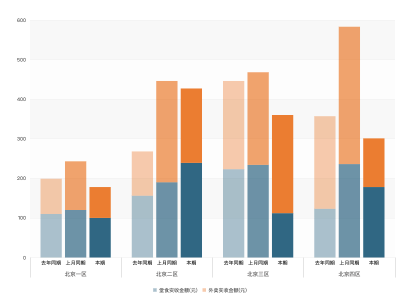 600
500
400
300
200
100
0
去年同期 上月同期 本期 去年同期 上月同期 本期 去年同期 上月同期 本期 去年同期 上月同期 本期
北京一区 北京二区 北京三区 北京四区
堂食实收金额(元) 外卖实收金额(元)